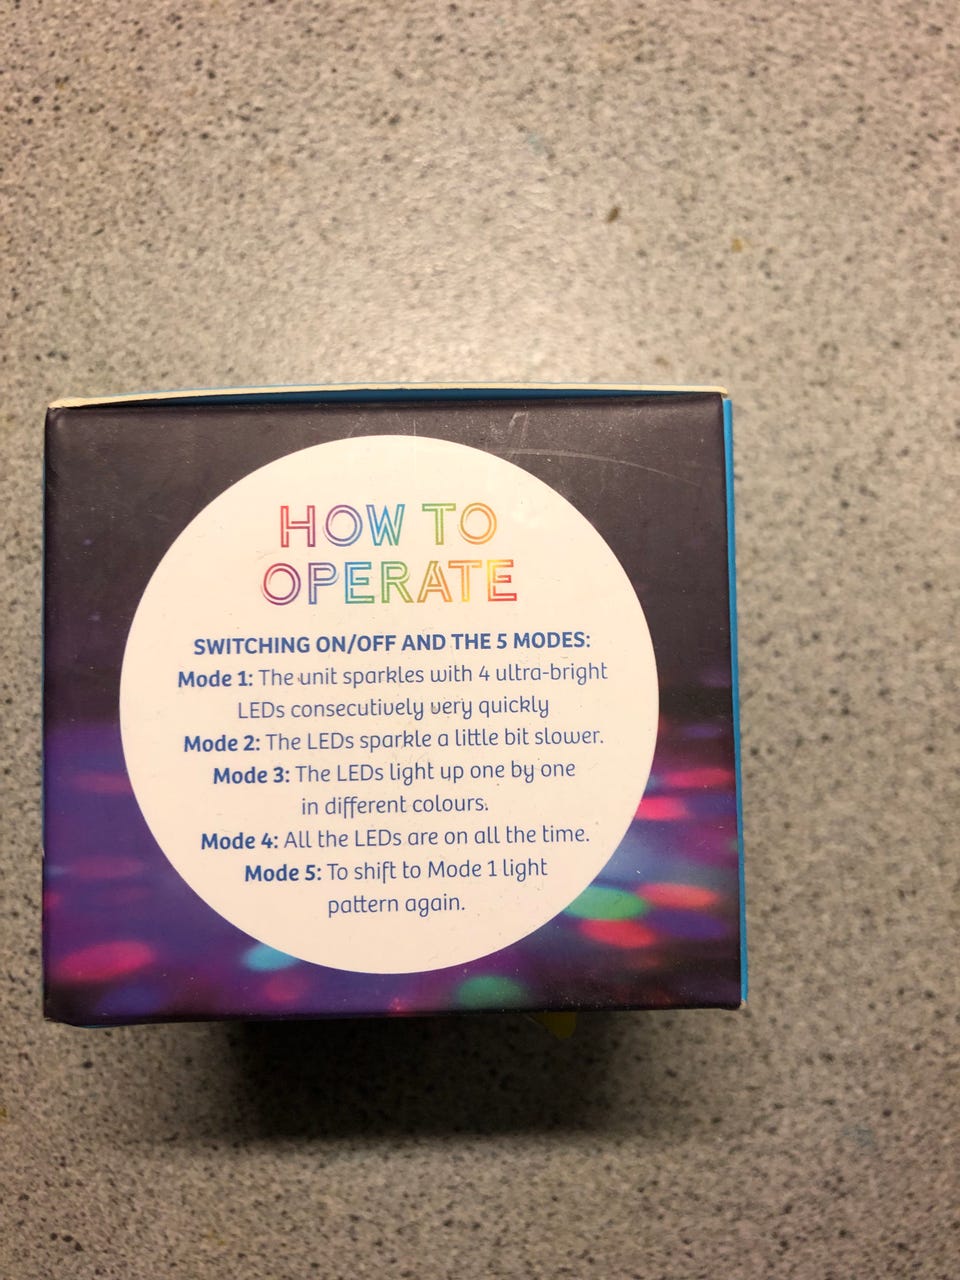 HOW TO
OPERATE
SWITCHING ON/OFF AND THE 5 MODES:
Mode 1: The unit sparkles with 4 ultra-bright
LEDs consecutively very quickly
Mode 2: The LEDs sparkle a little bit slower.
Mode 3: The LEDs light up one by one
in different colours.
Mode 4: All the LEDs are on all the time.
Mode 5: To shift to Mode 1 light
pattern again.